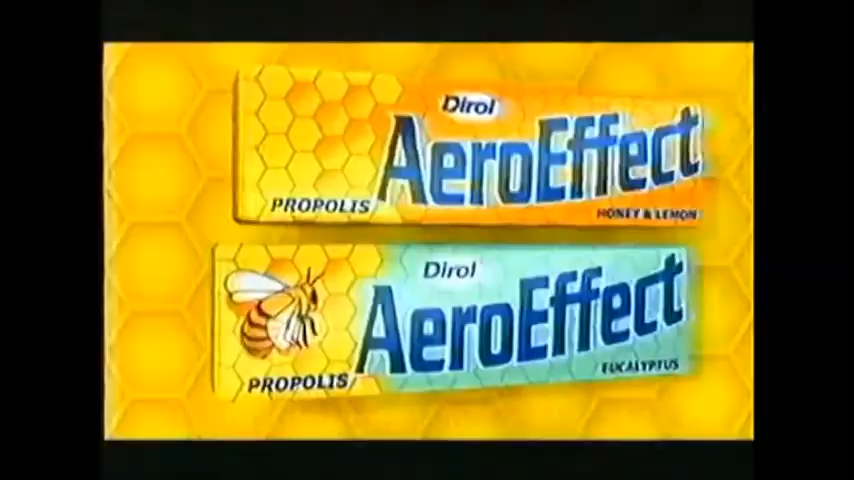 Dirol
AeroEffect
PROPOLIS
HONEY & LEMON
Dirol
AeroEffect
PROPOLIS
EUCALYPTUS